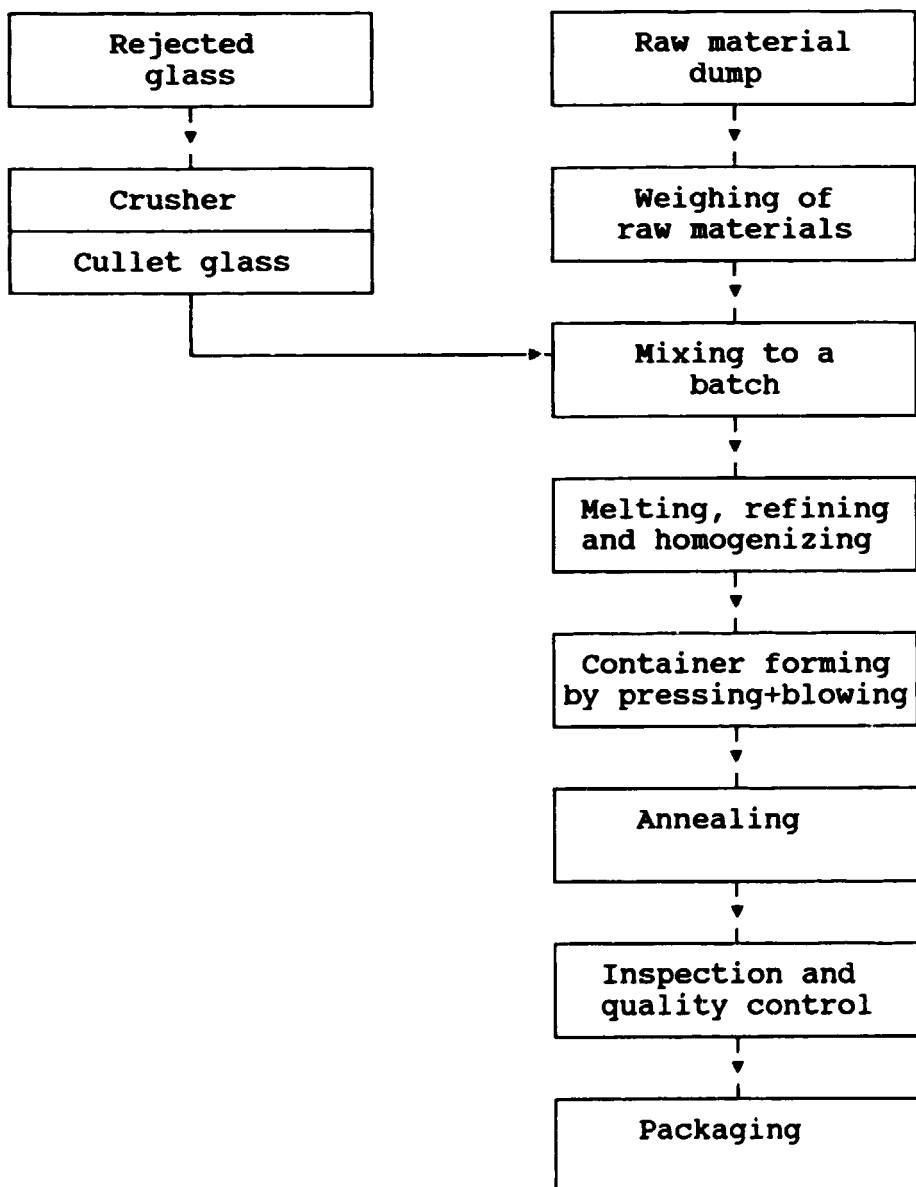 Rejected
glass
Crusher
Cullet glass
Raw material
dump
Weighing of
raw materials
Mixing to a
batch
Melting, refining
and homogenizing
Container forming
by pressing+blowing
Annealing
Inspection and
quality control
Packaging